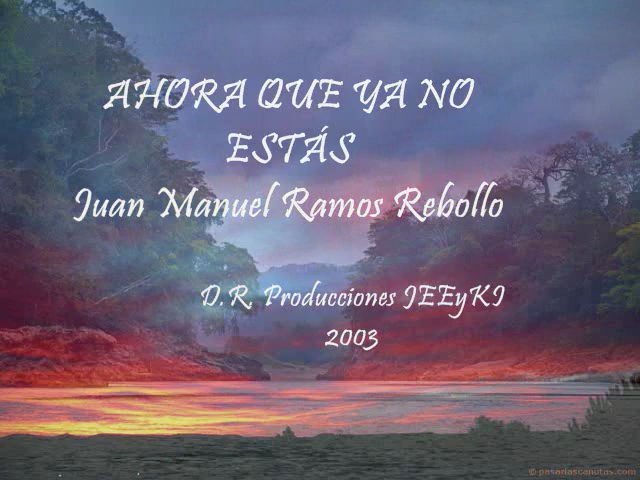 AHORA QUE YA NO
ESTÁS
Juan Manuel Ramos Rebollo
D.R. Producciones JEEyKI
2003
© pasarlascanutas.com